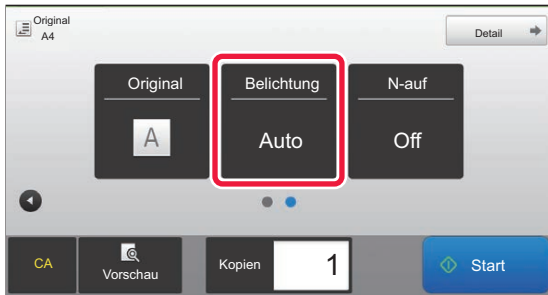 Original
A4
Detail
Original
Belichtung
N-auf
A
Auto
Off
CA
Vorschau
Kopien
1
Start